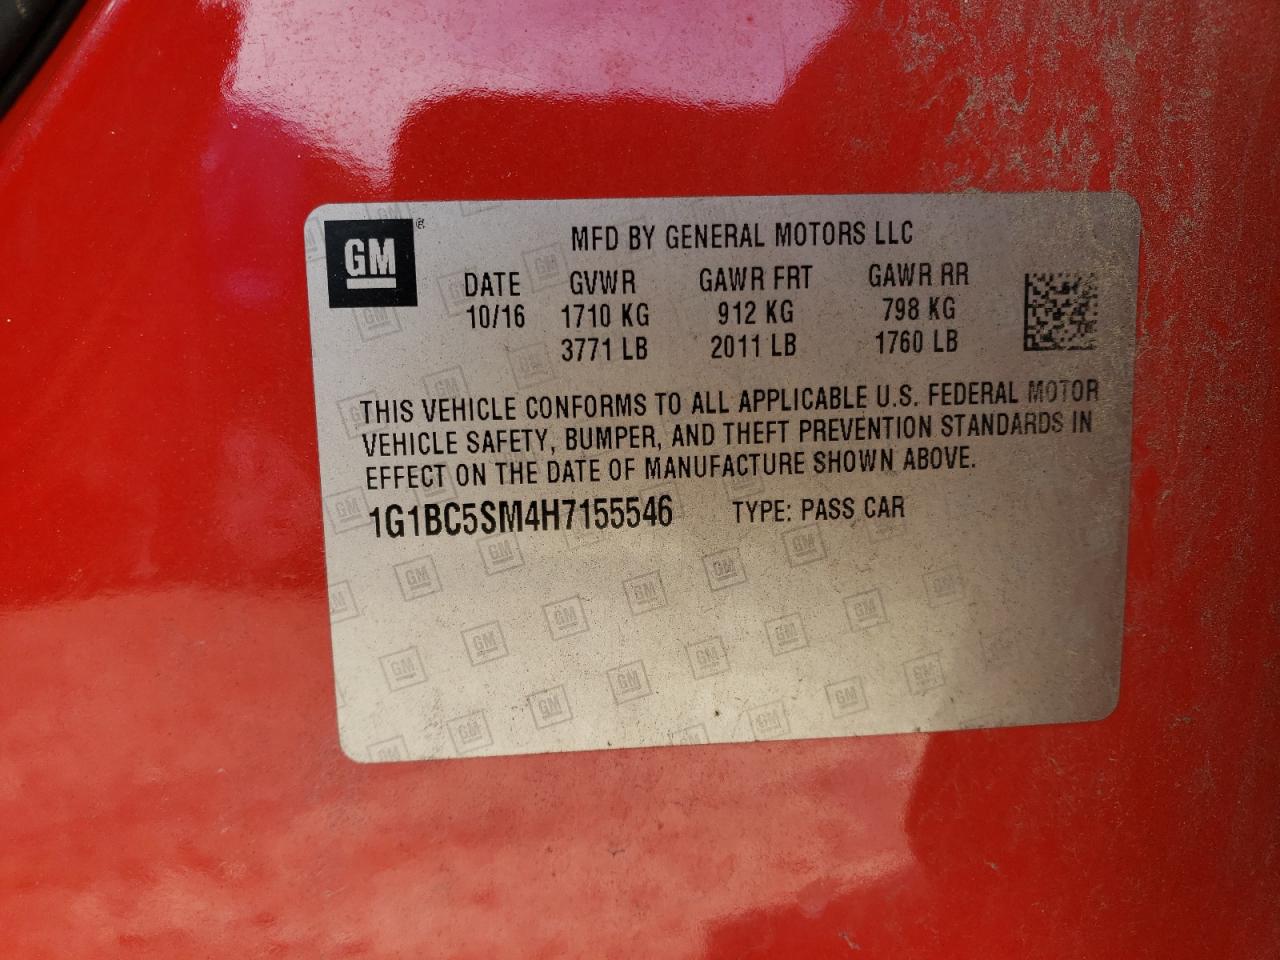 GM ®
MFD BY GENERAL MOTORS LLC
DATE GVWR GAWR FRT GAWR RR
10/16 1710 KG 912 KG 798 KG
3771 LB 2011 LB 1760 LB
THIS VEHICLE CONFORMS TO ALL APPLICABLE U.S. FEDERAL MOTOR
VEHICLE SAFETY, BUMPER, AND THEFT PREVENTION STANDARDS IN
EFFECT ON THE DATE OF MANUFACTURE SHOWN ABOVE.
1G1BC5SM4H7155546 TYPE: PASS CAR